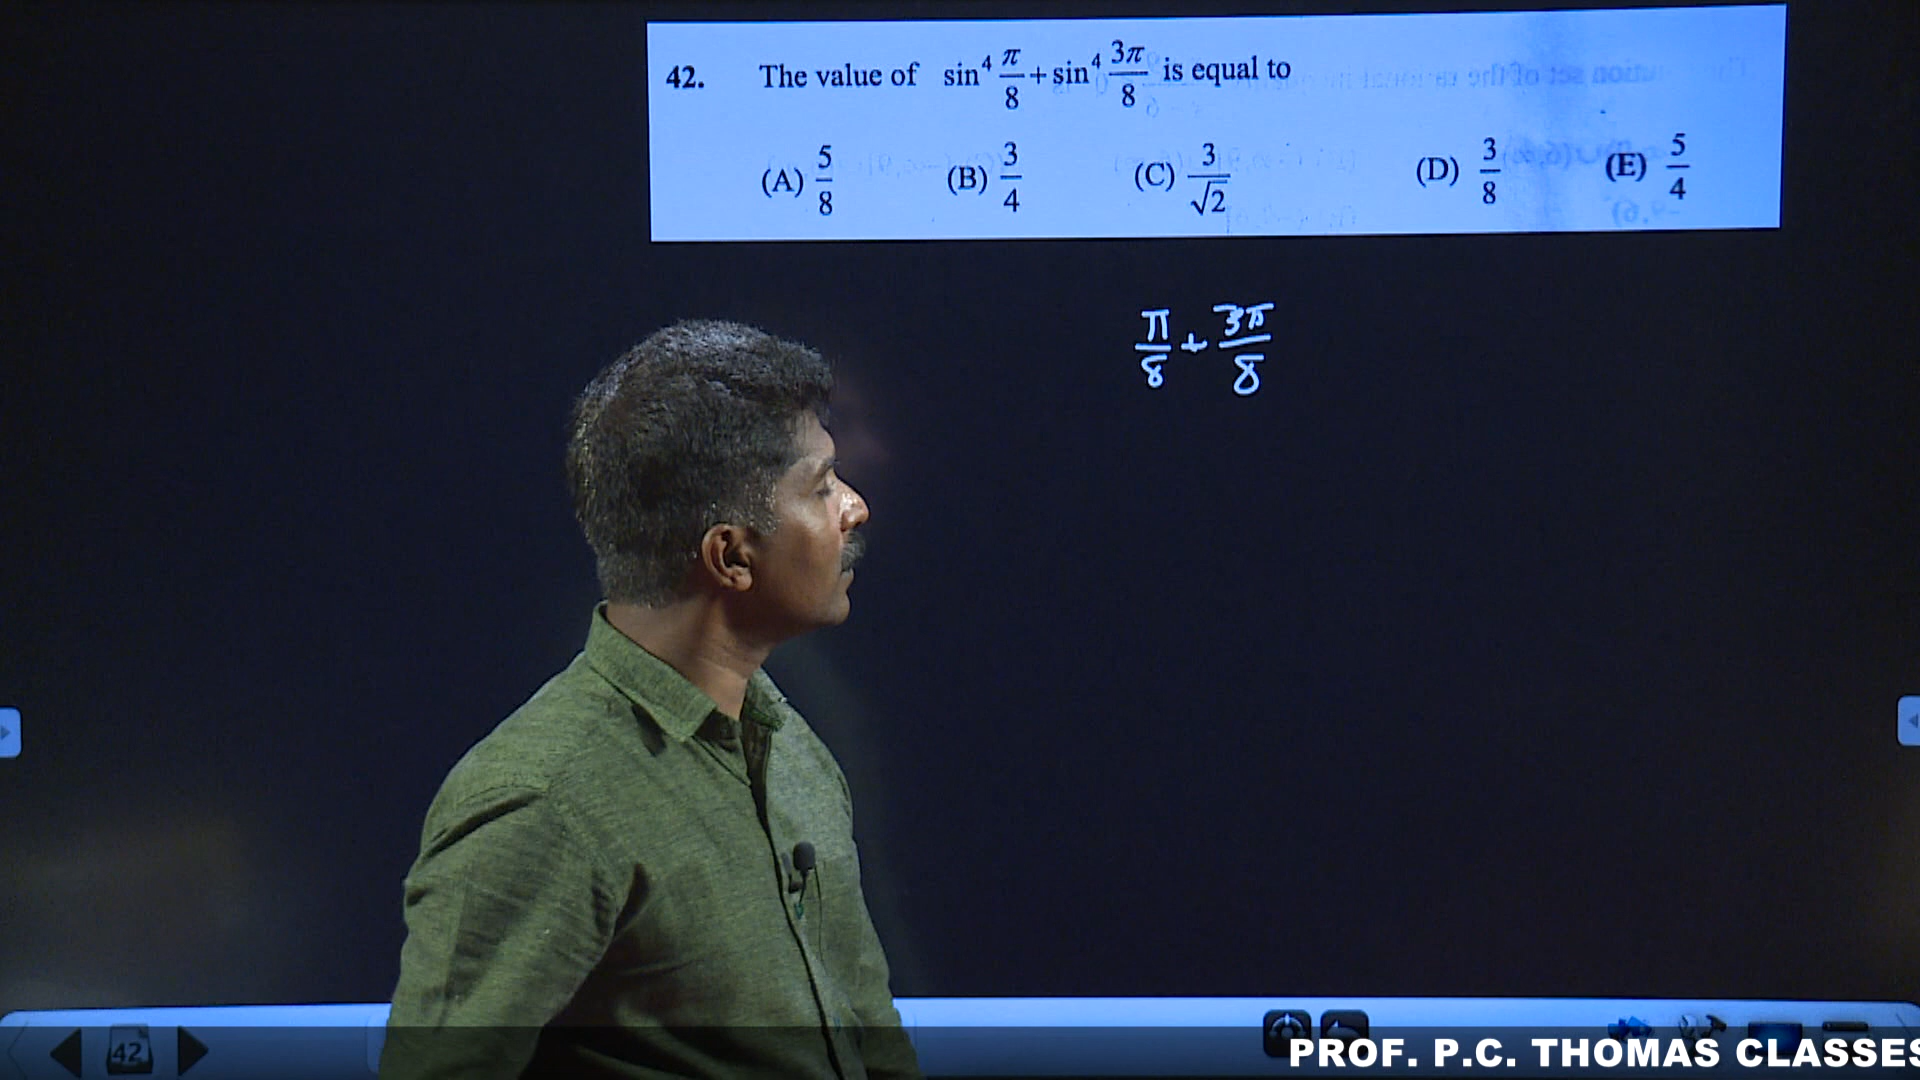 42. The value of sin⁴ π/8 + sin⁴ 3π/8 is equal to
(A) 5/8 (B) 3/4 (C) 3/√2 (D) 3/8 (E) 5/4
π/8 + 3π/8
42
PROF. P.C. THOMAS CLASSES